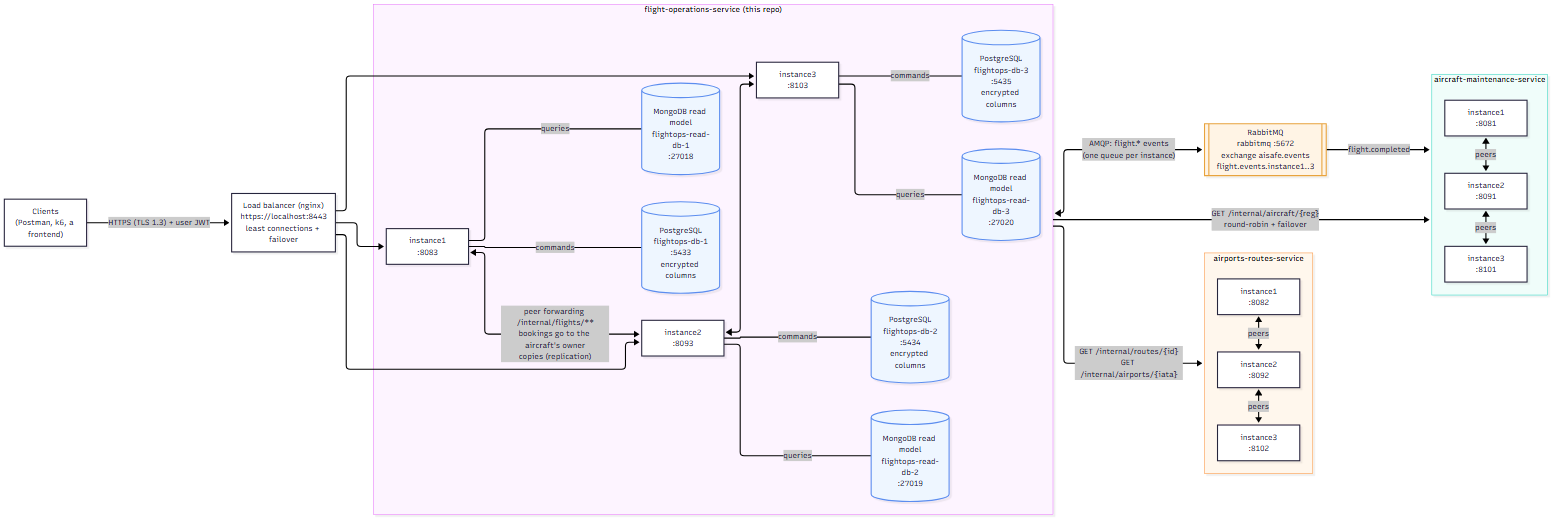 flight-operations-service (this repo)
Clients
(Postman, k6, a
frontend)
HTTPS (TLS 1.3) + user JWT
Load balancer (nginx)
https://localhost:8443
least connections +
failover
instance1
:8083
queries
MongoDB read
model
flightops-read-
db-1
:27018
commands
PostgreSQL
flightops-db-1
:5433
encrypted
columns
peer forwarding
/internal/flights/**
bookings go to the
aircraft's owner
copies (replication)
instance2
:8093
commands
PostgreSQL
flightops-db-2
:5434
encrypted
columns
queries
MongoDB read
model
flightops-read-
db-2
:27019
instance3
:8103
commands
PostgreSQL
flightops-db-3
:5435
encrypted
columns
queries
MongoDB read
model
flightops-read-
db-3
:27020
AMQP: flight.* events
(one queue per instance)
RabbitMQ
rabbitmq :5672
exchange aisafe.events
flight.events.instance1..3
flight.completed
GET /internal/aircraft/{reg}
round-robin + failover
GET /internal/routes/{id}
GET
/internal/airports/{iata}
aircraft-maintenance-service
instance1
:8081
peers
instance2
:8091
peers
instance3
:8101
airports-routes-service
instance1
:8082
peers
instance2
:8092
peers
instance3
:8102